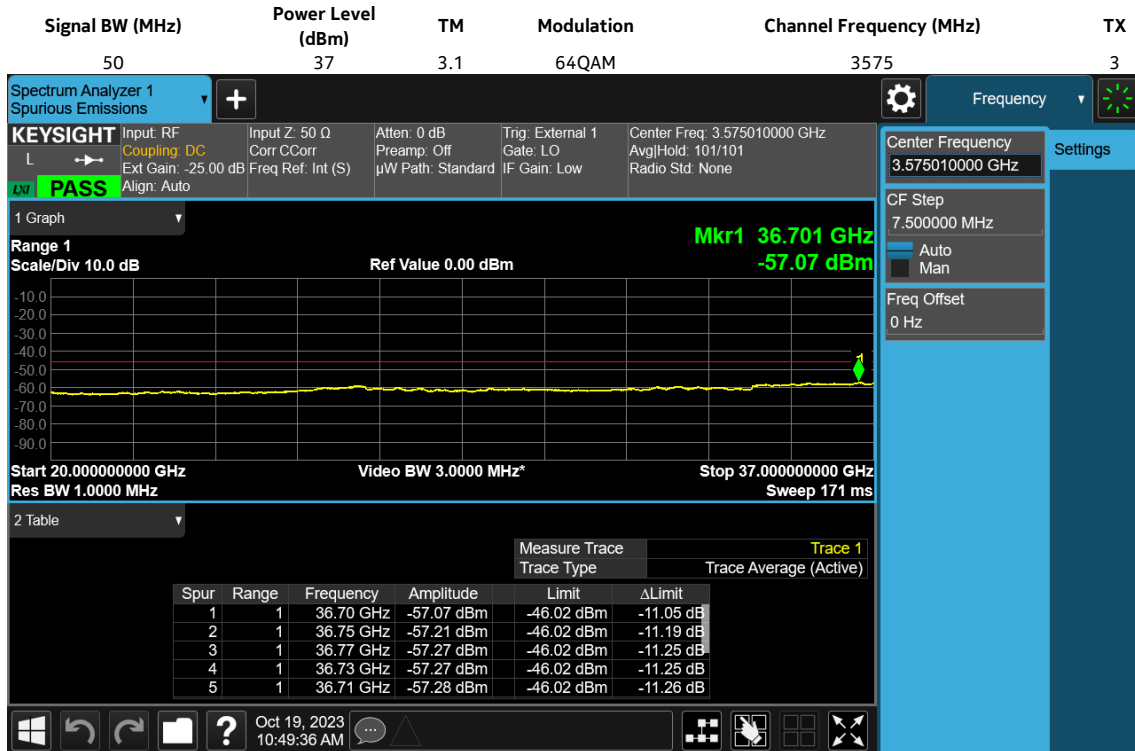 Signal BW (MHz) Power Level (dBm) TM Modulation Channel Frequency (MHz) TX
50 37 3.1 64QAM 3575 3
Spectrum Analyzer 1
Spurious Emissions
+
Frequency
KEYSIGHT
L
LXI PASS
Input: RF
Coupling: DC
Ext Gain: -25.00 dB
Align: Auto
Input Z: 50 Ω
Corr CCorr
Freq Ref: Int (S)
Atten: 0 dB
Preamp: Off
µW Path: Standard
Trig: External 1
Gate: LO
IF Gain: Low
Center Freq: 3.575010000 GHz
Avg|Hold: 101/101
Radio Std: None
Center Frequency
3.575010000 GHz
Settings
CF Step
7.500000 MHz
Auto
Man
Freq Offset
0 Hz
1 Graph
Range 1
Scale/Div 10.0 dB
Ref Value 0.00 dBm
Mkr1 36.701 GHz
-57.07 dBm
-10.0
-20.0
-30.0
-40.0
-50.0
-60.0
-70.0
-80.0
-90.0
1
Start 20.000000000 GHz Video BW 3.0000 MHz* Stop 37.000000000 GHz
Res BW 1.0000 MHz Sweep 171 ms
2 Table
Measure Trace Trace 1
Trace Type Trace Average (Active)
Spur Range Frequency Amplitude Limit ΔLimit
1 1 36.70 GHz -57.07 dBm -46.02 dBm -11.05 dB
2 1 36.75 GHz -57.21 dBm -46.02 dBm -11.19 dB
3 1 36.77 GHz -57.27 dBm -46.02 dBm -11.25 dB
4 1 36.73 GHz -57.27 dBm -46.02 dBm -11.25 dB
5 1 36.71 GHz -57.28 dBm -46.02 dBm -11.26 dB
?
Oct 19, 2023
10:49:36 AM